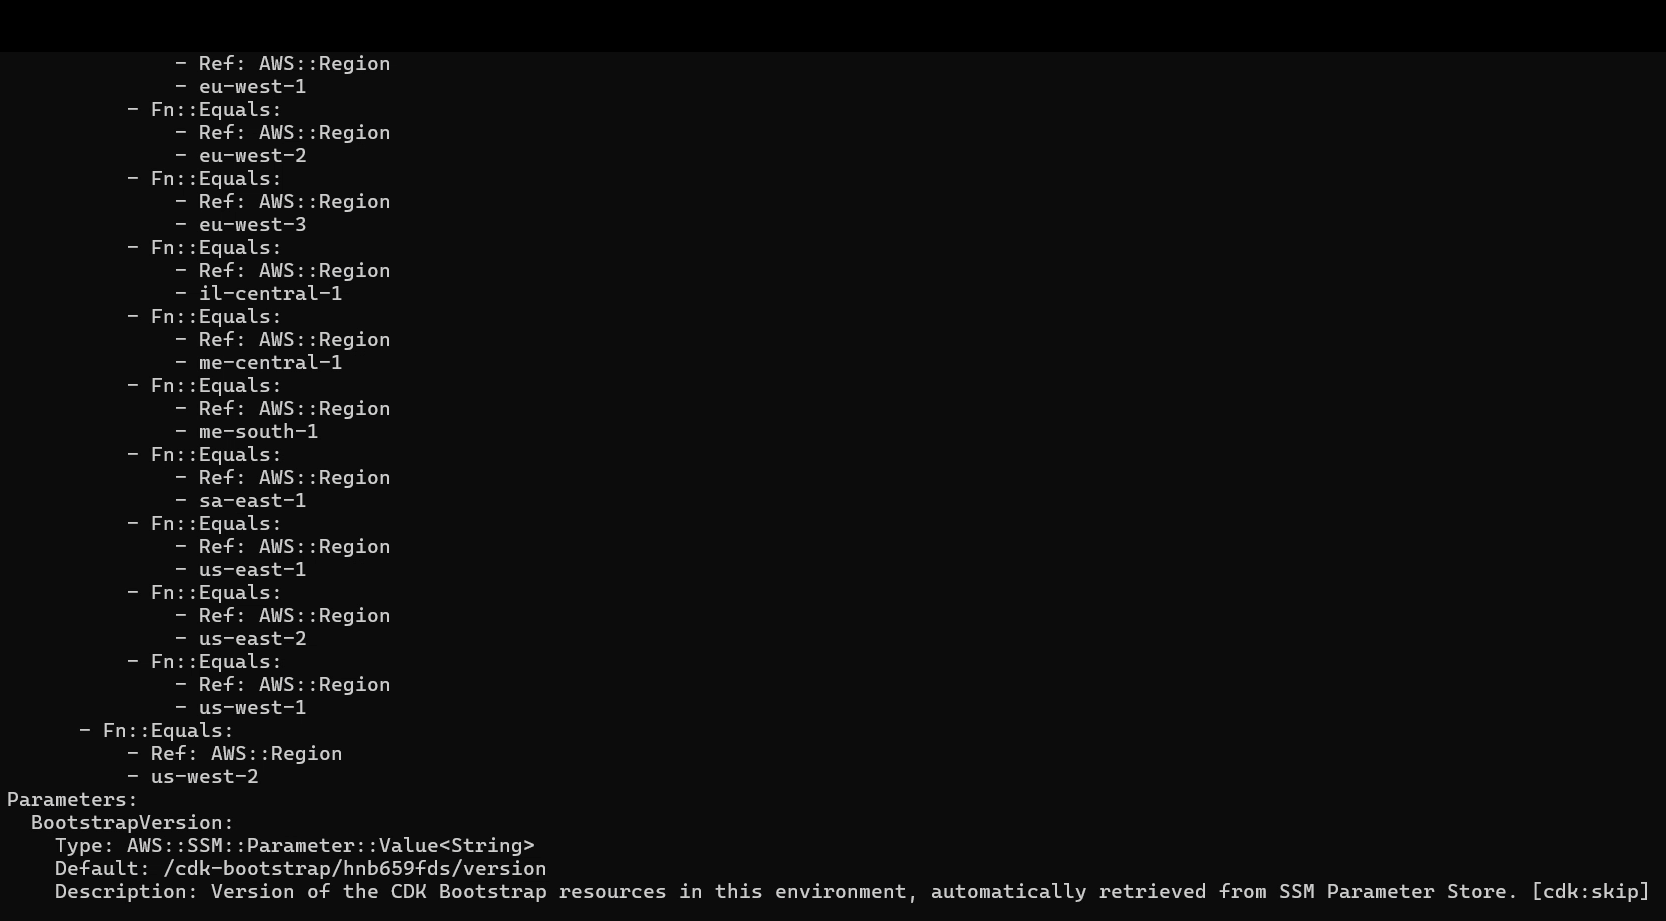 - Ref: AWS::Region
              - eu-west-1
          - Fn::Equals:
              - Ref: AWS::Region
              - eu-west-2
          - Fn::Equals:
              - Ref: AWS::Region
              - eu-west-3
          - Fn::Equals:
              - Ref: AWS::Region
              - il-central-1
          - Fn::Equals:
              - Ref: AWS::Region
              - me-central-1
          - Fn::Equals:
              - Ref: AWS::Region
              - me-south-1
          - Fn::Equals:
              - Ref: AWS::Region
              - sa-east-1
          - Fn::Equals:
              - Ref: AWS::Region
              - us-east-1
          - Fn::Equals:
              - Ref: AWS::Region
              - us-east-2
          - Fn::Equals:
              - Ref: AWS::Region
              - us-west-1
      - Fn::Equals:
          - Ref: AWS::Region
          - us-west-2
Parameters:
  BootstrapVersion:
    Type: AWS::SSM::Parameter::Value<String>
    Default: /cdk-bootstrap/hnb659fds/version
    Description: Version of the CDK Bootstrap resources in this environment, automatically retrieved from SSM Parameter Store. [cdk:skip]